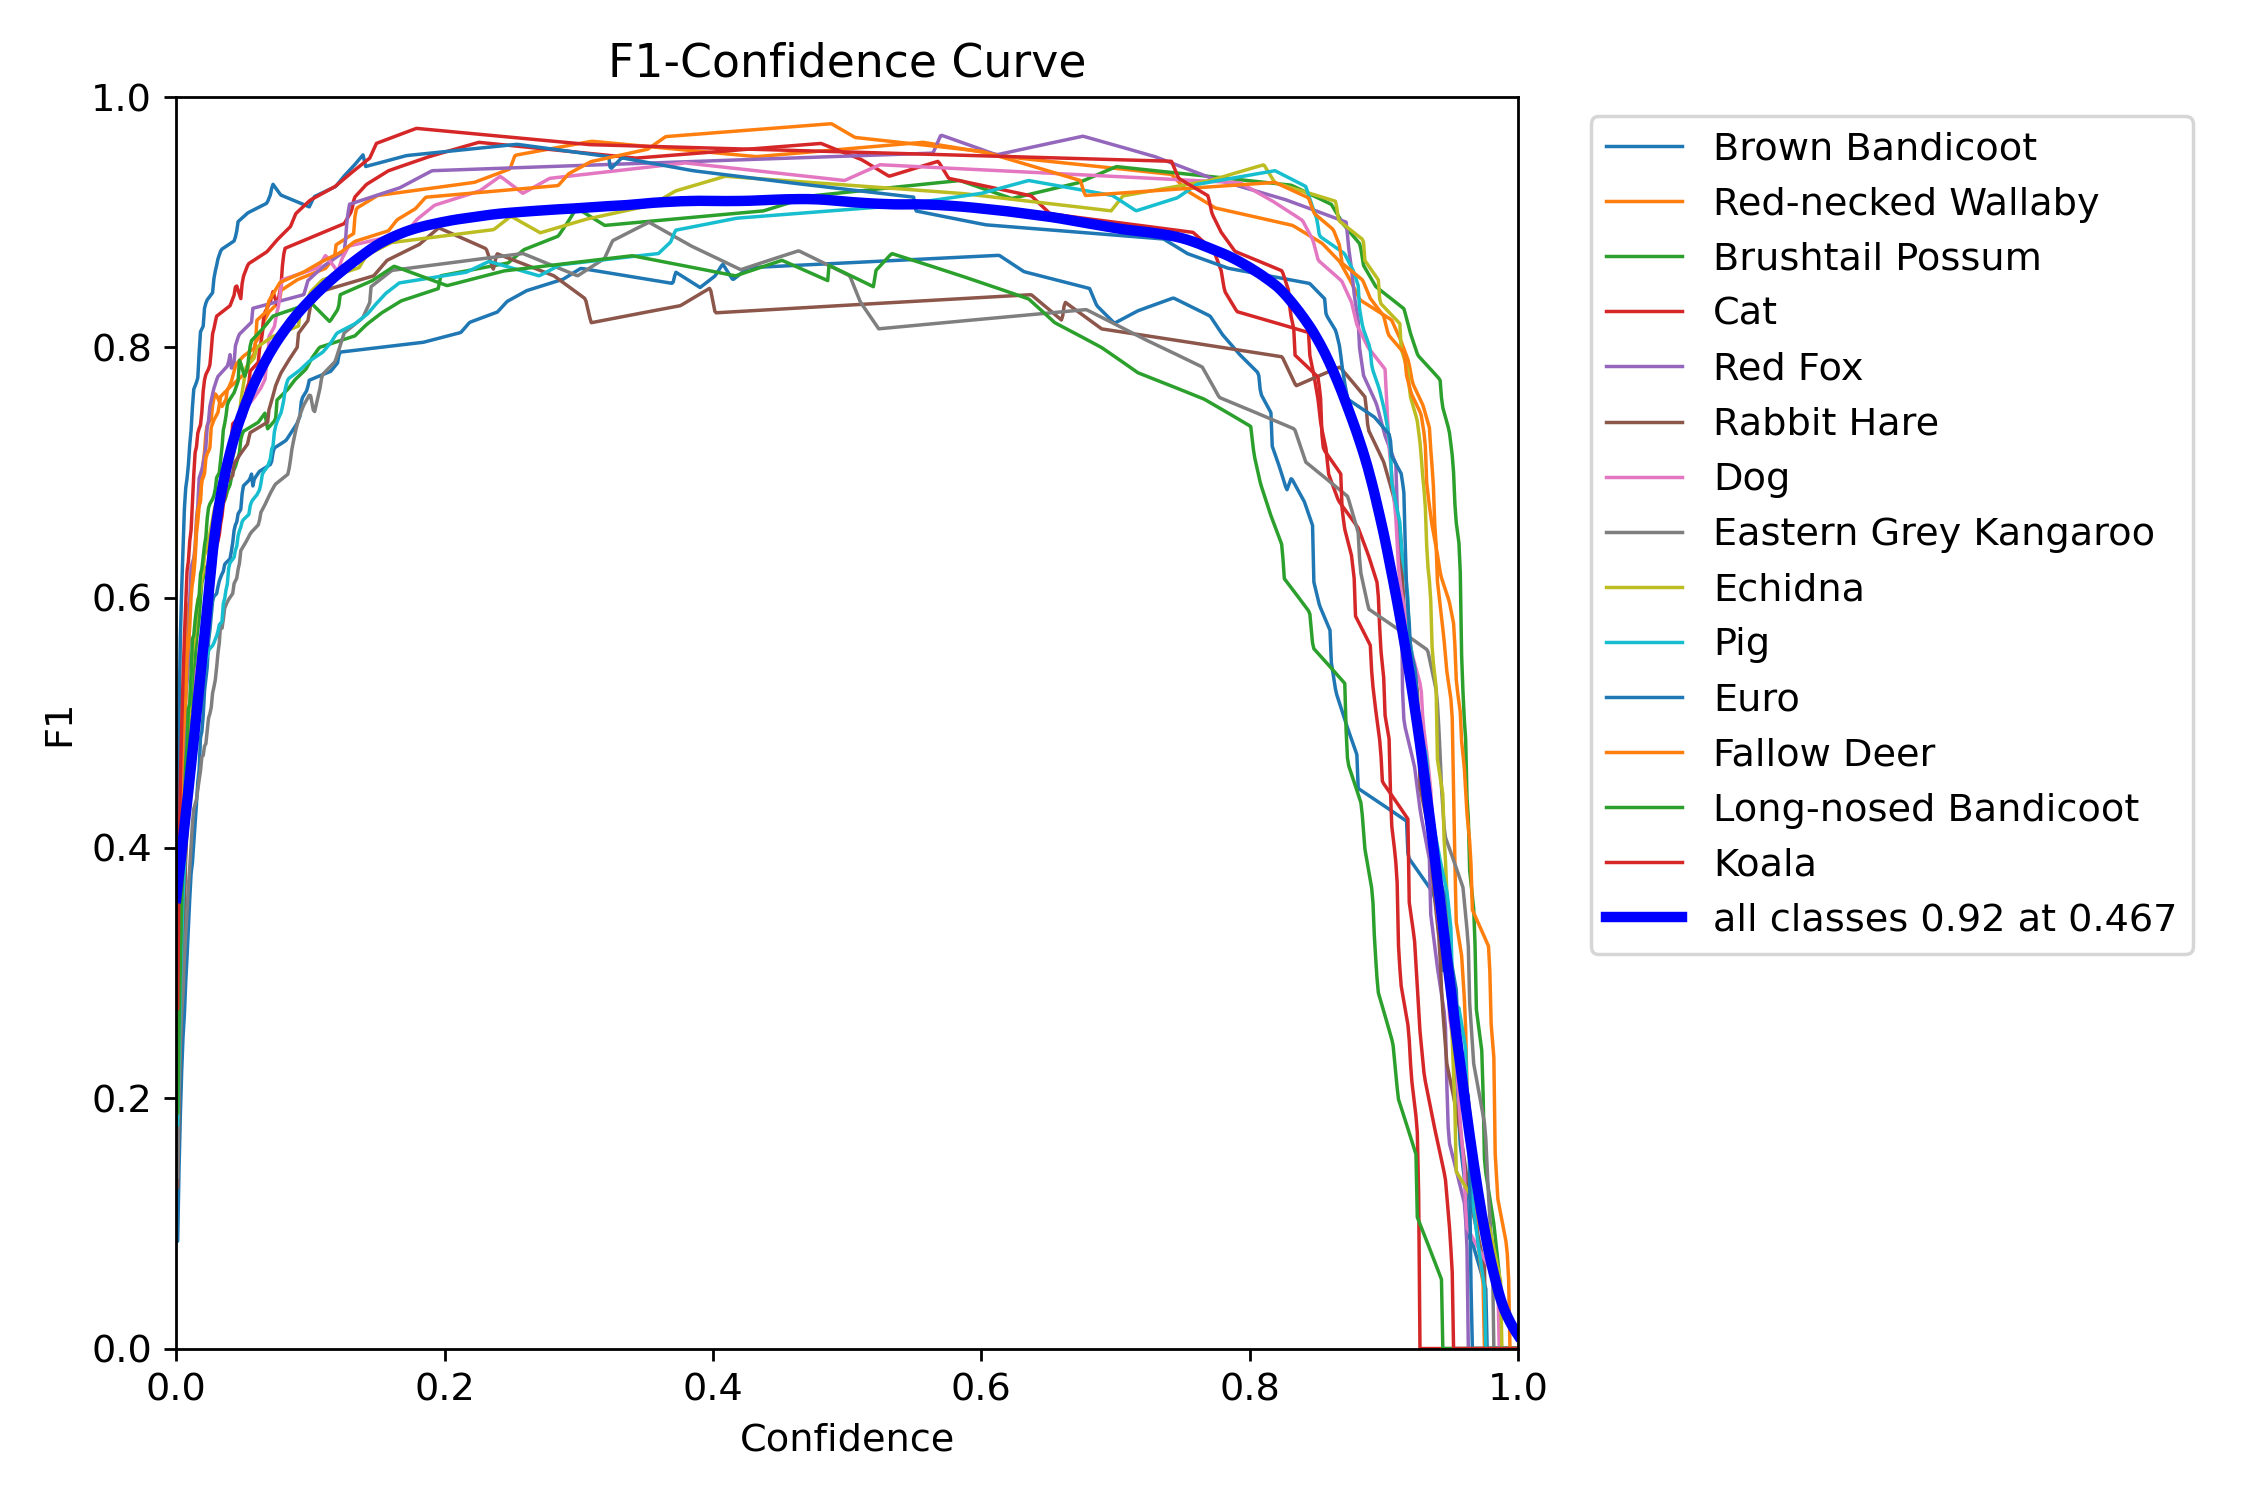 F1-Confidence Curve
1.0
0.8
0.6
0.4
0.2
0.0
F1
0.0 0.2 0.4 0.6 0.8 1.0
Confidence
Brown Bandicoot
Red-necked Wallaby
Brushtail Possum
Cat
Red Fox
Rabbit Hare
Dog
Eastern Grey Kangaroo
Echidna
Pig
Euro
Fallow Deer
Long-nosed Bandicoot
Koala
all classes 0.92 at 0.467